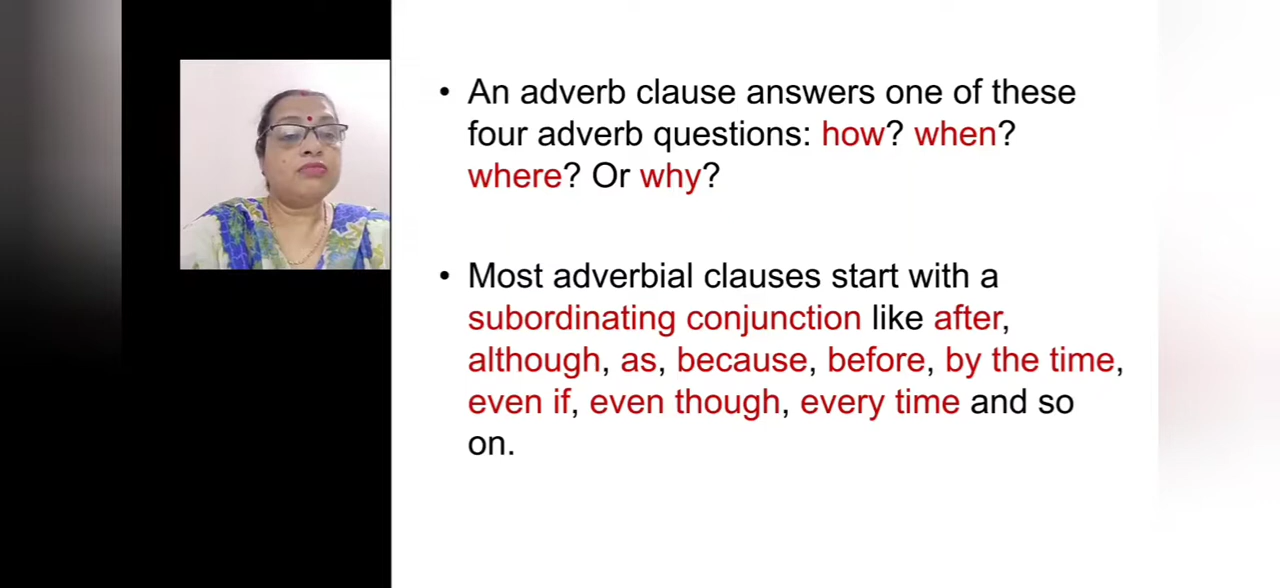 • An adverb clause answers one of these
four adverb questions: how? when?
where? Or why?
• Most adverbial clauses start with a
subordinating conjunction like after,
although, as, because, before, by the time,
even if, even though, every time and so
on.